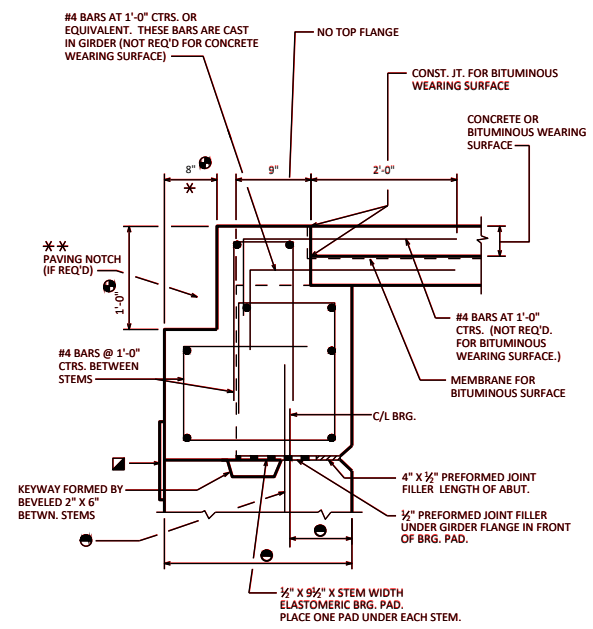 #4 BARS AT 1'-0" CTRS. OR
EQUIVALENT. THESE BARS ARE CAST
IN GIRDER (NOT REQ'D FOR CONCRETE
WEARING SURFACE)
NO TOP FLANGE
CONST. JT. FOR BITUMINOUS
WEARING SURFACE
CONCRETE OR
BITUMINOUS WEARING
SURFACE
8"
9"
2'-0"
*
**
PAVING NOTCH
(IF REQ'D)
1'-0"
#4 BARS AT 1'-0"
CTRS. (NOT REQ'D.
FOR BITUMINOUS
WEARING SURFACE.)
#4 BARS @ 1'-0"
CTRS. BETWEEN
STEMS
MEMBRANE FOR
BITUMINOUS SURFACE
C/L BRG.
4" X ½" PREFORMED JOINT
FILLER LENGTH OF ABUT.
KEYWAY FORMED BY
BEVELED 2" X 6"
BETWN. STEMS
½" PREFORMED JOINT FILLER
UNDER GIRDER FLANGE IN FRONT
OF BRG. PAD.
½" X 9½" X STEM WIDTH
ELASTOMERIC BRG. PAD.
PLACE ONE PAD UNDER EACH STEM.